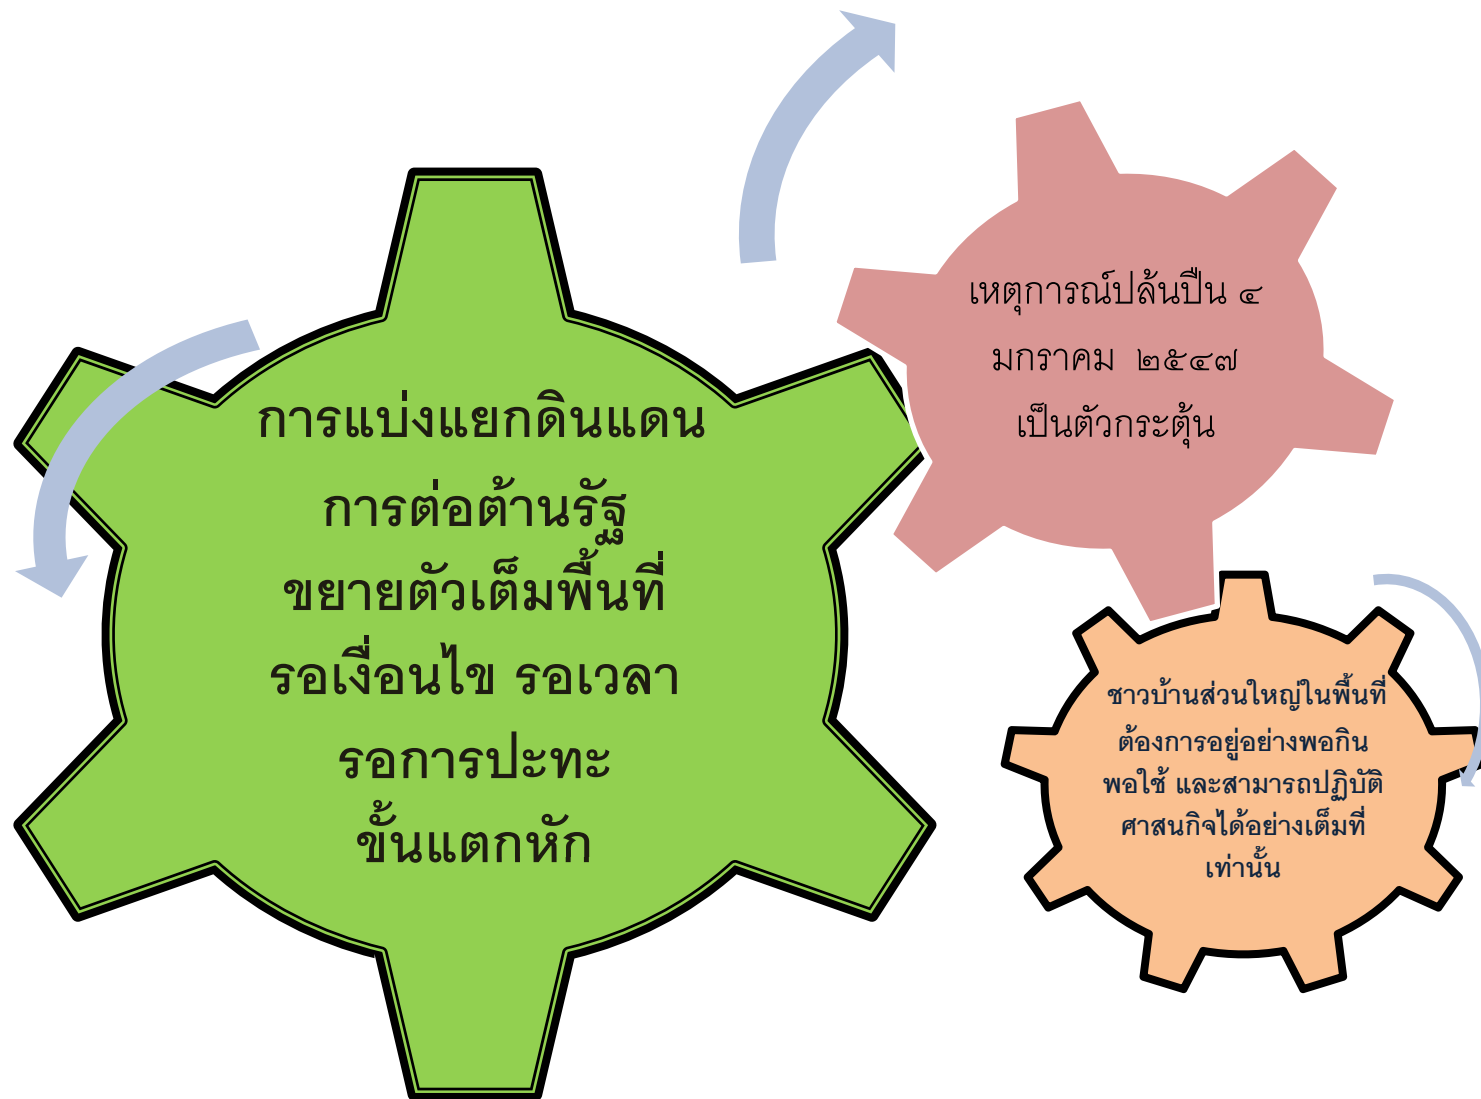 การแบ่งแยกดินแดน
การต่อต้านรัฐ
ขยายตัวเต็มพื้นที่
รอเงื่อนไข รอเวลา
รอการปะทะ
ขั้นแตกหัก
เหตุการณ์ปล้นปืน ๔
มกราคม ๒๕๔๗
เป็นตัวกระตุ้น
ชาวบ้านส่วนใหญ่ในพื้นที่
ต้องการอยู่อย่างพอกิน
พอใช้ และสามารถปฏิบัติ
ศาสนกิจได้อย่างเต็มที่
เท่านั้น